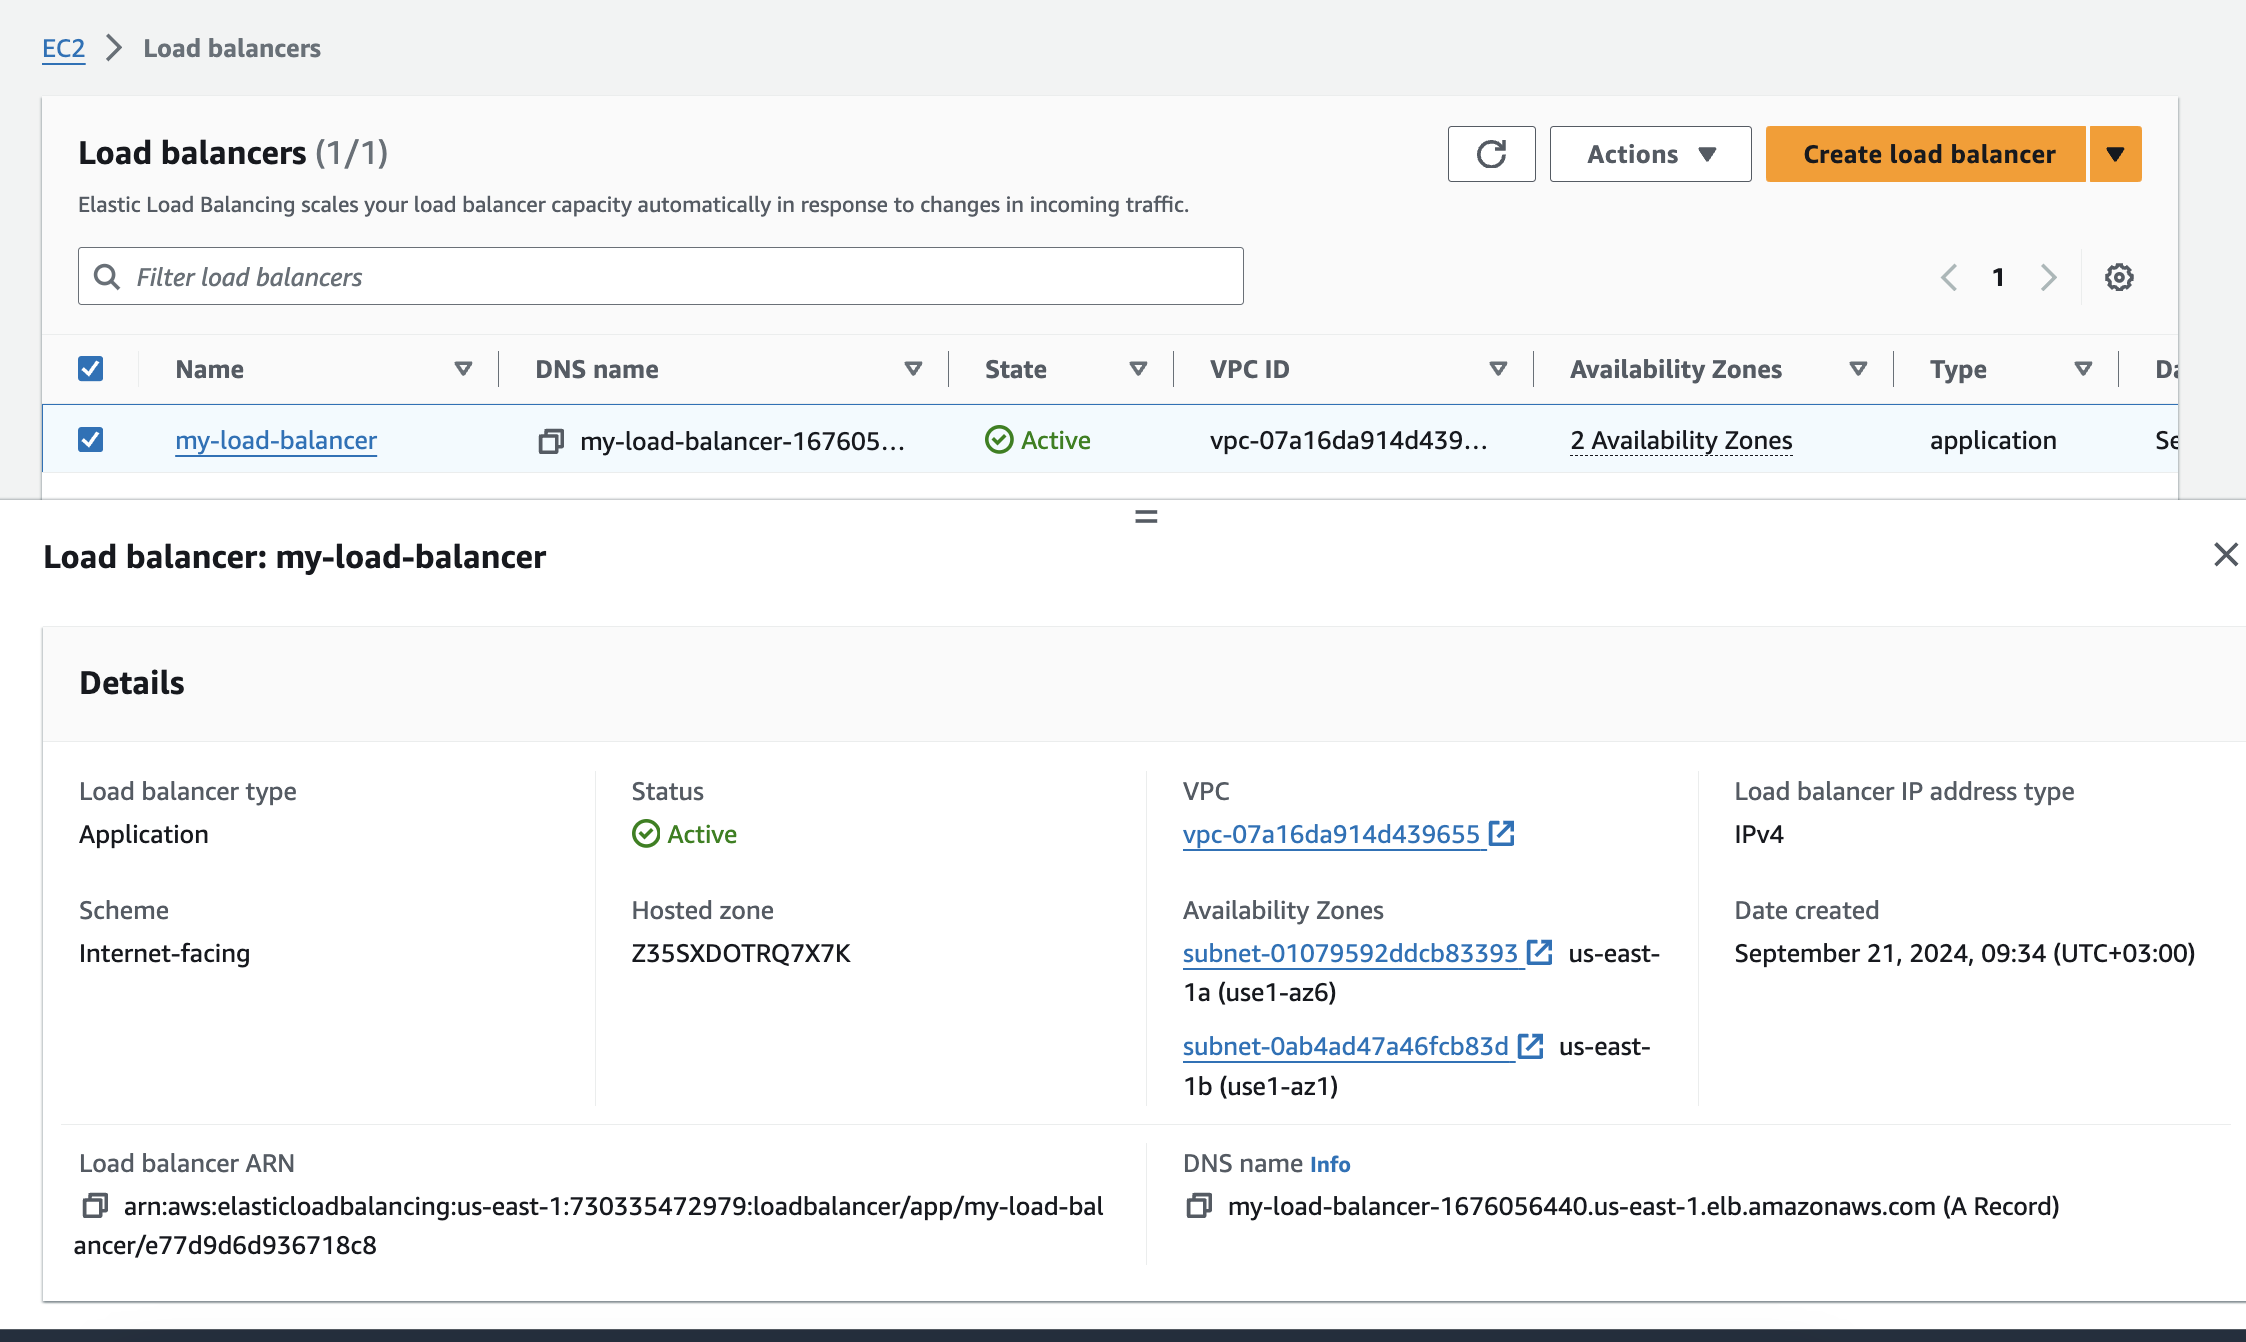 EC2 > Load balancers
Load balancers (1/1)
Actions
Create load balancer
Elastic Load Balancing scales your load balancer capacity automatically in response to changes in incoming traffic.
Filter load balancers
1
Name DNS name State VPC ID Availability Zones Type Da
my-load-balancer my-load-balancer-167605... Active vpc-07a16da914d439... 2 Availability Zones application Se
Load balancer: my-load-balancer
Details
Load balancer type
Application
Status
Active
VPC
vpc-07a16da914d439655
Load balancer IP address type
IPv4
Scheme
Internet-facing
Hosted zone
Z35SXDOTRQ7X7K
Availability Zones
subnet-01079592ddcb83393 us-east-
1a (use1-az6)
subnet-0ab4ad47a46fcb83d us-east-
1b (use1-az1)
Date created
September 21, 2024, 09:34 (UTC+03:00)
Load balancer ARN
arn:aws:elasticloadbalancing:us-east-1:730335472979:loadbalancer/app/my-load-bal
ancer/e77d9d6d936718c8
DNS name Info
my-load-balancer-1676056440.us-east-1.elb.amazonaws.com (A Record)